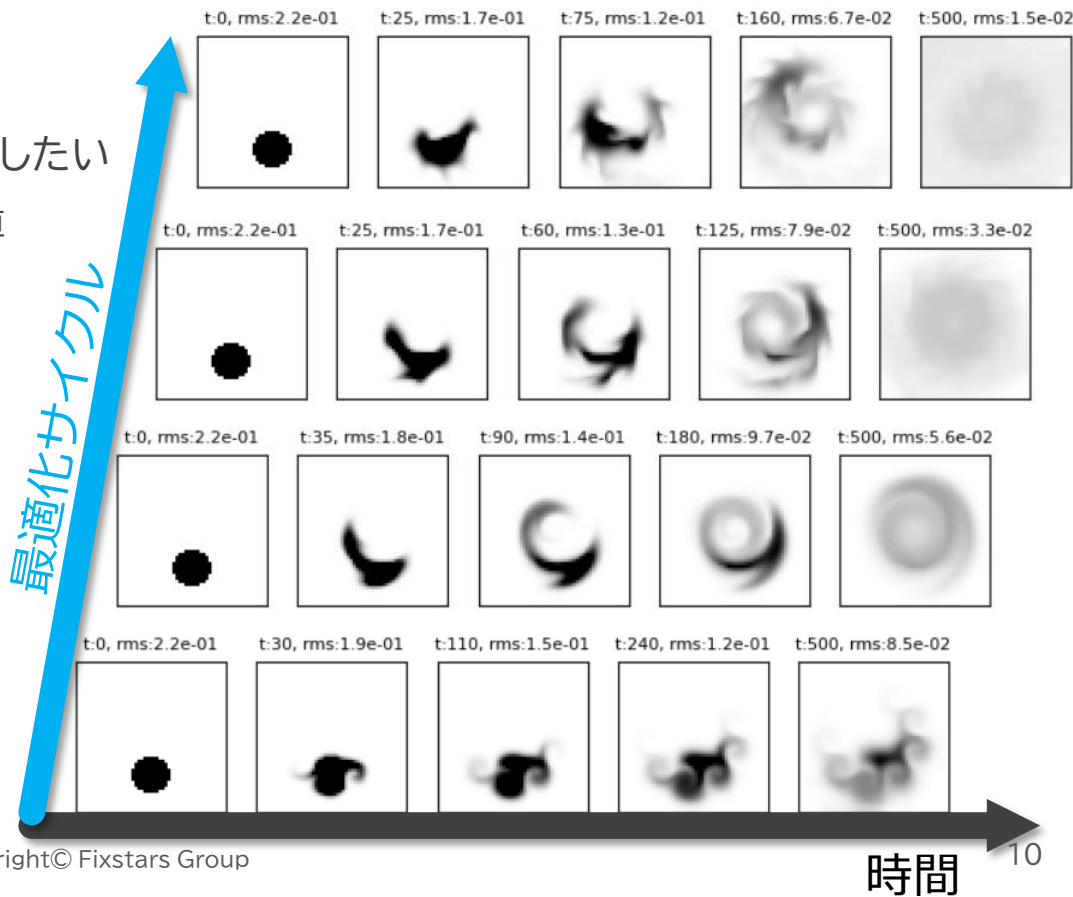 t:0, rms:2.2e-01 t:25, rms:1.7e-01 t:75, rms:1.2e-01 t:160, rms:6.7e-02 t:500, rms:1.5e-02
したい
t:0, rms:2.2e-01 t:25, rms:1.7e-01 t:60, rms:1.3e-01 t:125, rms:7.9e-02 t:500, rms:3.3e-02
最適化サイクル
t:0, rms:2.2e-01 t:35, rms:1.8e-01 t:90, rms:1.4e-01 t:180, rms:9.7e-02 t:500, rms:5.6e-02
t:0, rms:2.2e-01 t:30, rms:1.9e-01 t:110, rms:1.5e-01 t:240, rms:1.2e-01 t:500, rms:8.5e-02
right© Fixstars Group
時間
10